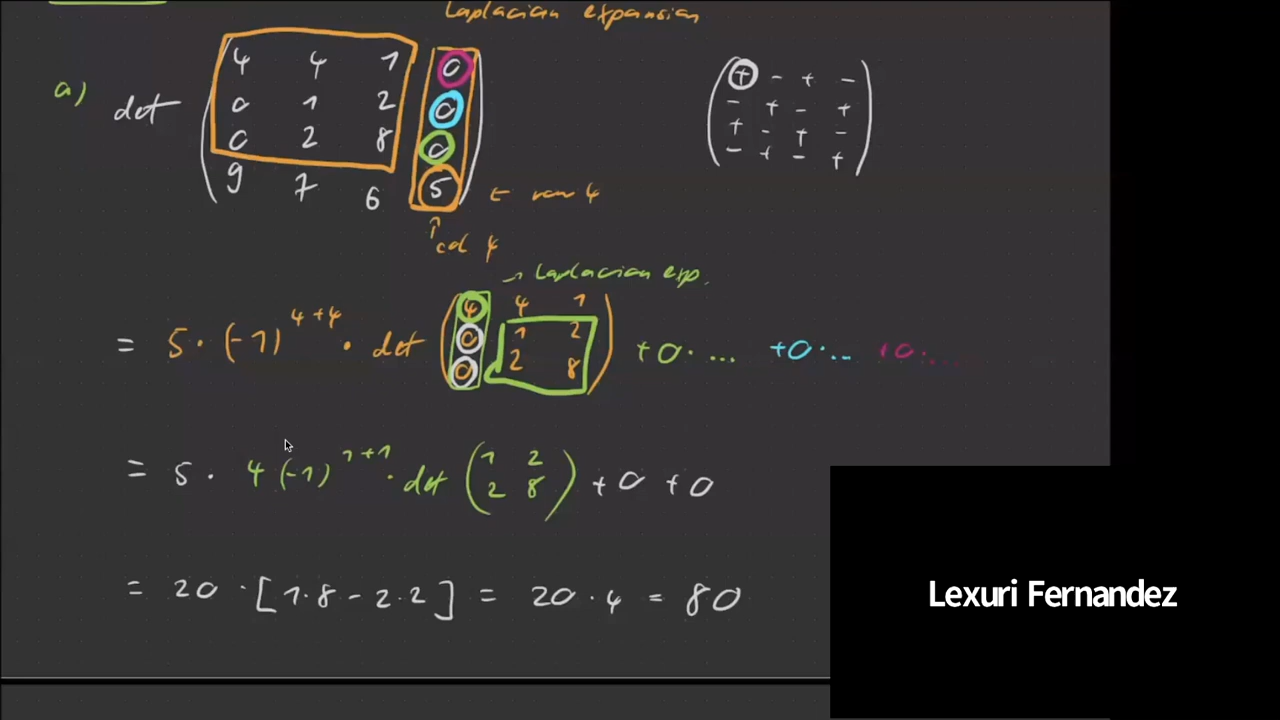 Laplacian expansion
a) det ( 4 4 1 0
0 1 2 0
0 2 8 0
9 7 6 5 ) ← row 4
↑ col 4
( + - + -
- + - +
+ - + -
- + - + )
→ Laplacian exp.
= 5 · (-1)^{4+4} · det ( 4 4 1
0 1 2
0 2 8 ) + 0 · ... + 0 · ... + 0 · ...
= 5 · 4 (-1)^{1+1} · det ( 1 2
2 8 ) + 0 + 0
= 20 · [ 1·8 - 2·2 ] = 20 · 4 = 80
Lexuri Fernandez